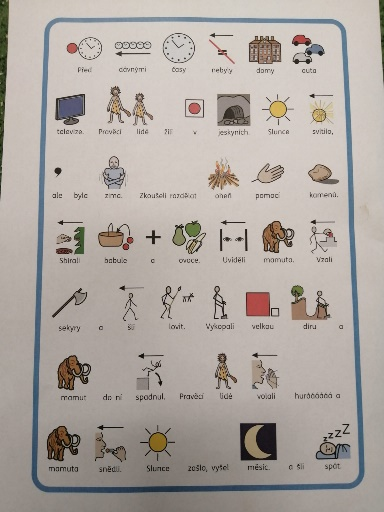 Před dávnými časy nebyly domy auta
televize. Pravěcí lidé žili v jeskyních. Slunce svítilo,
ale byla zima. Zkoušeli rozdělat oheň pomocí kamenů.
Sbírali bobule a ovoce. Uviděli mamuta. Vzali
sekyry a šli lovit. Vykopali velkou díru a
mamut do ní spadnul. Pravěcí lidé volali hurááááá a
mamuta snědli. Slunce zašlo, vyšel měsíc. a šli spát.
zzzZ